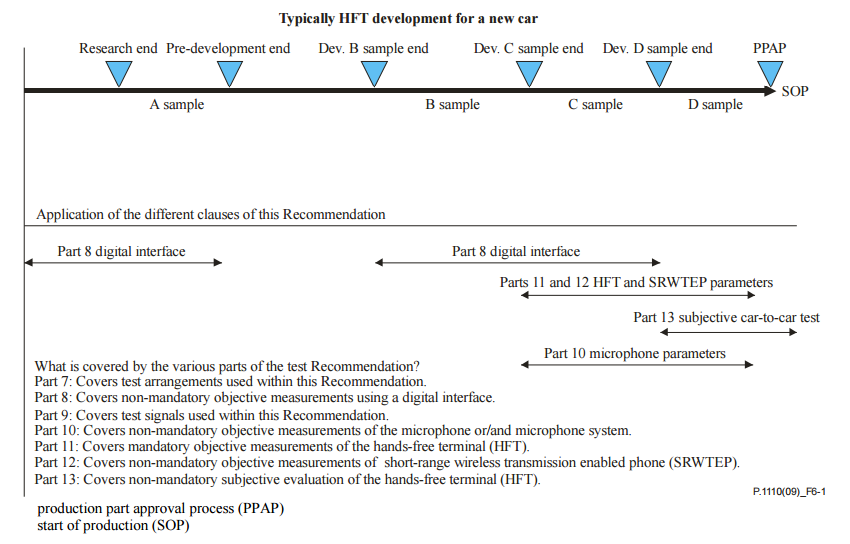 Typically HFT development for a new car
Research end Pre-development end Dev. B sample end Dev. C sample end Dev. D sample end PPAP
SOP
A sample B sample C sample D sample
Application of the different clauses of this Recommendation
Part 8 digital interface Part 8 digital interface
Parts 11 and 12 HFT and SRWTEP parameters
Part 13 subjective car-to-car test
Part 10 microphone parameters
What is covered by the various parts of the test Recommendation?
Part 7: Covers test arrangements used within this Recommendation.
Part 8: Covers non-mandatory objective measurements using a digital interface.
Part 9: Covers test signals used within this Recommendation.
Part 10: Covers non-mandatory objective measurements of the microphone or/and microphone system.
Part 11: Covers mandatory objective measurements of the hands-free terminal (HFT).
Part 12: Covers non-mandatory objective measurements of short-range wireless transmission enabled phone (SRWTEP).
Part 13: Covers non-mandatory subjective evaluation of the hands-free terminal (HFT).
P.1110(09)_F6-1
production part approval process (PPAP)
start of production (SOP)